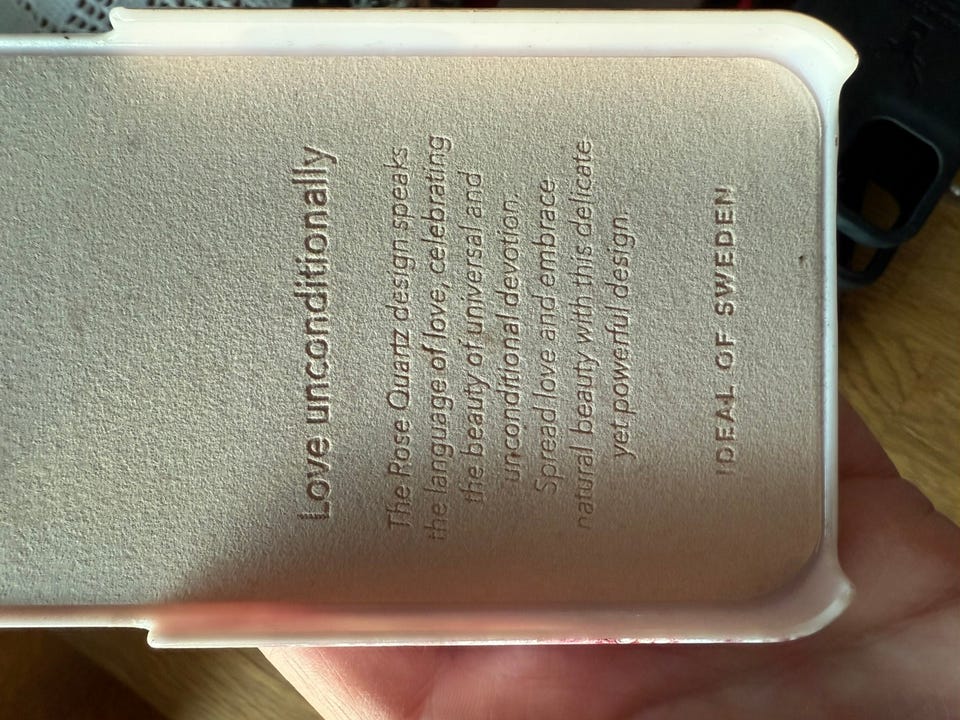 Love unconditionally
The Rose Quartz design speaks
the language of love, celebrating
the beauty of universal and
unconditional devotion.
Spread love and embrace
natural beauty with this delicate
yet powerful design.
IDEAL OF SWEDEN